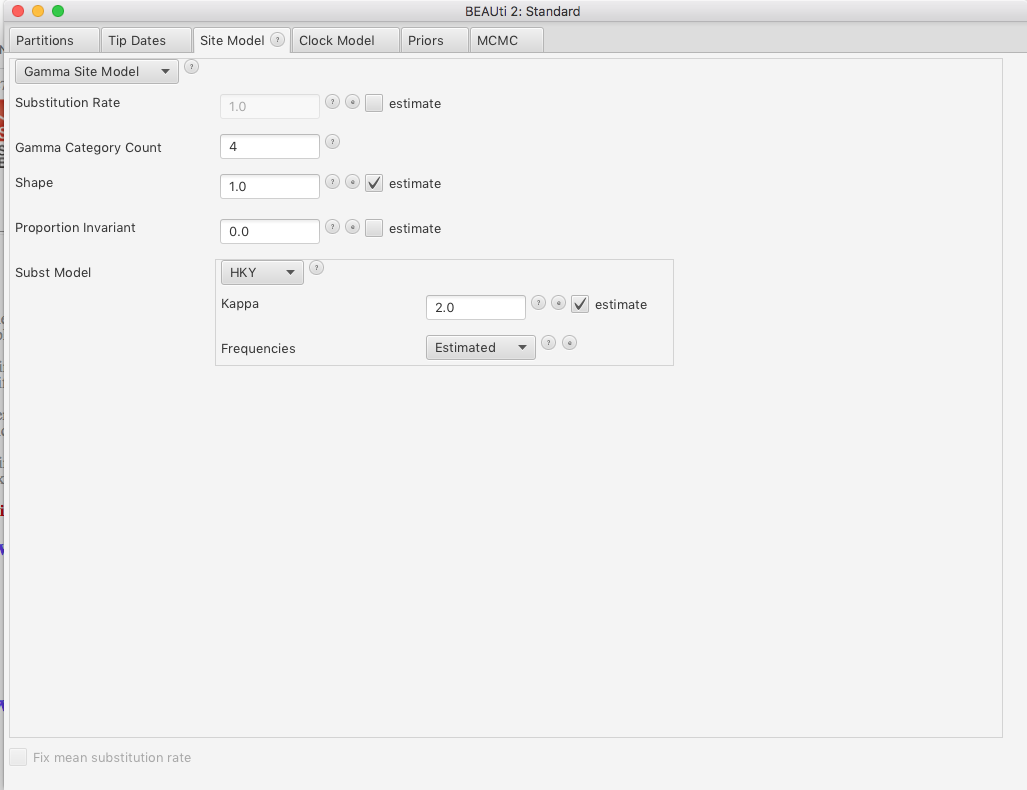 BEAUti 2: Standard
Partitions Tip Dates Site Model ? Clock Model Priors MCMC
Gamma Site Model ?
Substitution Rate 1.0 ? e estimate
Gamma Category Count 4 ?
Shape 1.0 ? e estimate
Proportion Invariant 0.0 ? e estimate
Subst Model HKY ?
Kappa 2.0 ? e estimate
Frequencies Estimated ? e
Fix mean substitution rate